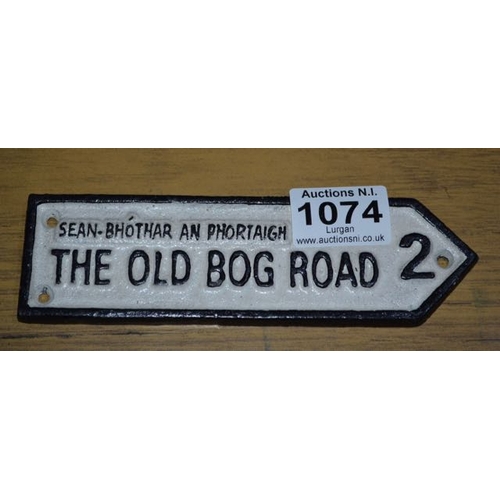 SEAN-BHÓTHAR AN PHORTAIGH
THE OLD BOG ROAD
2
Auctions N.I.
1074
Lurgan
www.auctionsni.co.uk